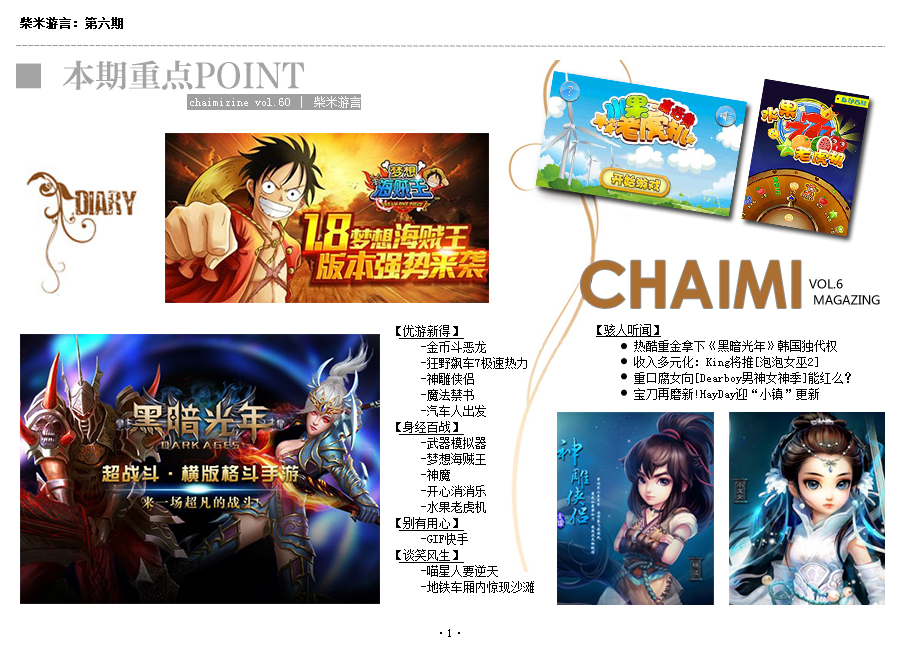 柴米游言：第六期
本期重点POINT
chaimizine vol.60 | 柴米游言
DIARY
梦想
海贼王
1.8梦想海贼王
版本强势来袭
水果
老虎机
开始游戏
水果
老虎机
CHAIMI
VOL.6
MAGAZING
黑暗光年
DARK AGES
超战斗·横版格斗手游
来一场超凡的战斗
【优游新得】
-金币斗恶龙
-狂野飙车7极速热力
-神雕侠侣
-魔法禁书
-汽车人出发
【身经百战】
-武器模拟器
-梦想海贼王
-神魔
-开心消消乐
-水果老虎机
【别有用心】
-GIF快手
【谈笑风生】
-喵星人要逆天
-地铁车厢内惊现沙滩
【骇人听闻】
● 热酷重金拿下《黑暗光年》韩国独代权
● 收入多元化：King将推[泡泡女巫2]
● 重口腐女向[Dearboy男神女神季]能红么？
● 宝刀再磨新!HayDay迎“小镇”更新
神雕侠侣
· 1 ·